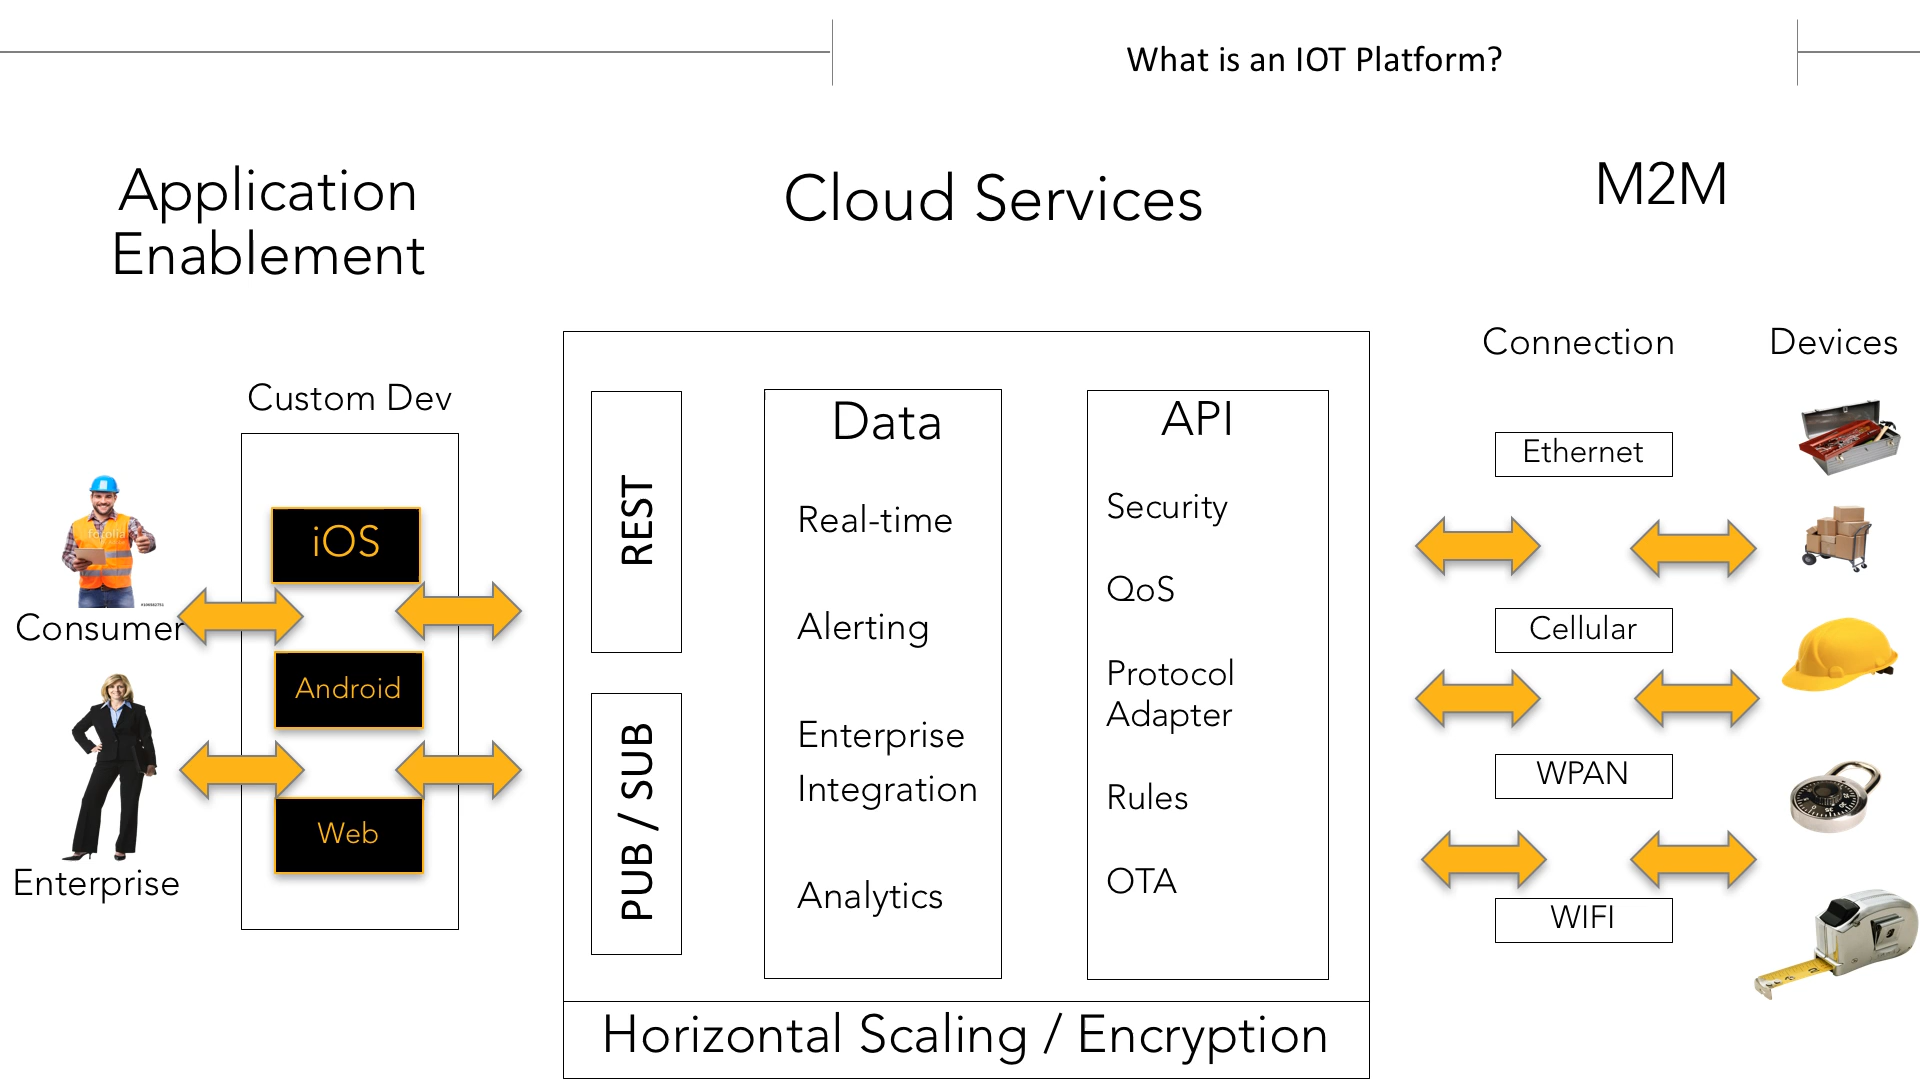 What is an IOT Platform?
Application
Enablement
Cloud Services
M2M
Custom Dev
iOS
Android
Web
Consumer
Enterprise
REST
PUB / SUB
Data
Real-time
Alerting
Enterprise
Integration
Analytics
API
Security
QoS
Protocol
Adapter
Rules
OTA
Horizontal Scaling / Encryption
Connection
Devices
Ethernet
Cellular
WPAN
WIFI